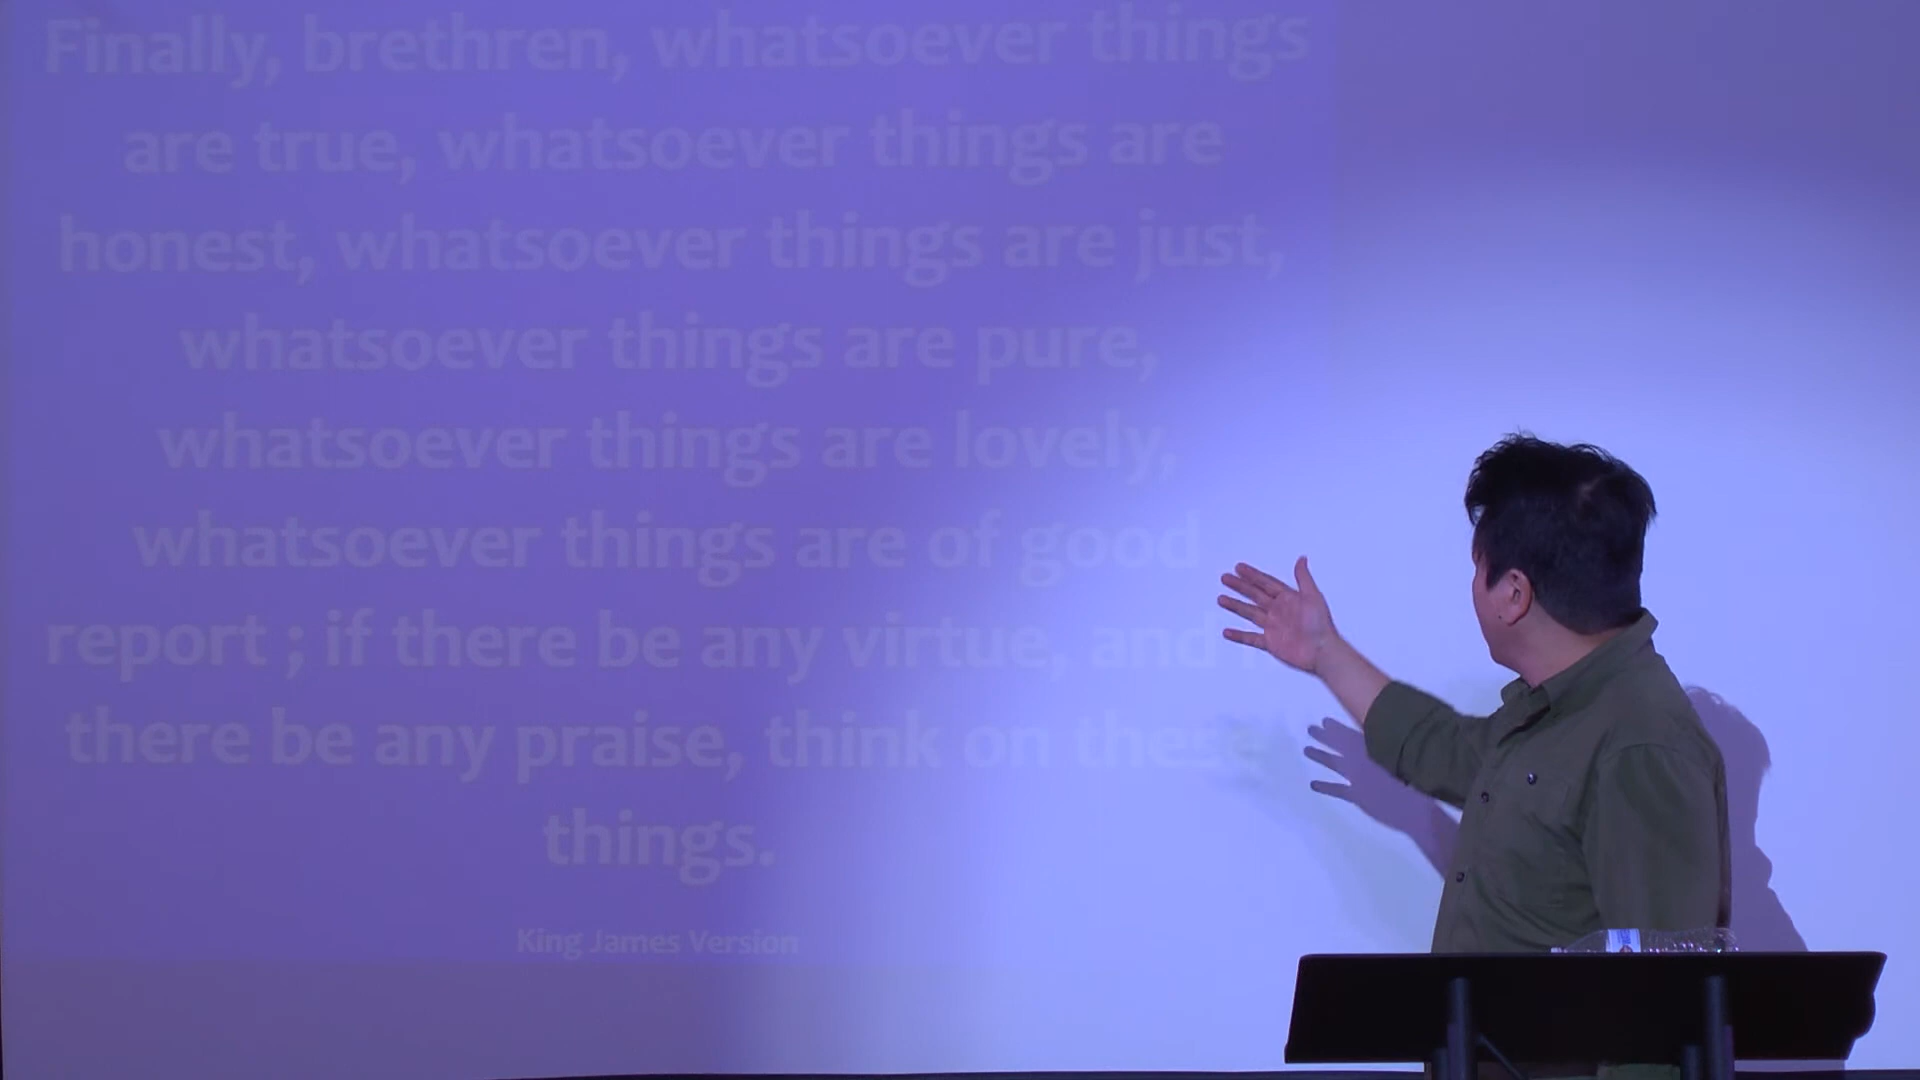 Finally, brethren, whatsoever things
are true, whatsoever things are
honest, whatsoever things are just,
whatsoever things are pure,
whatsoever things are lovely,
whatsoever things are of good
report ; if there be any virtue, and
there be any praise, think on these
things.
King James Version